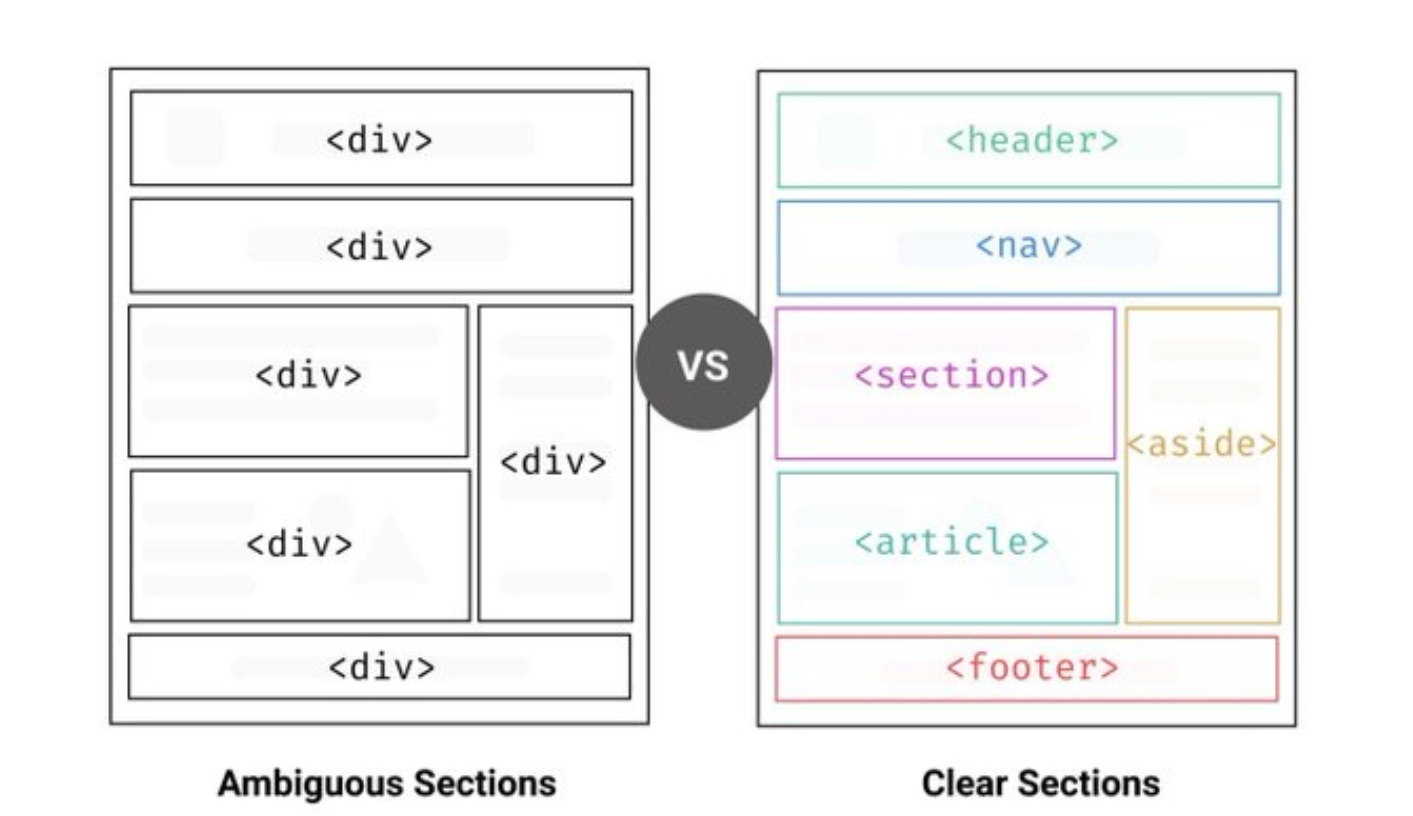 <div>
<div>
<div>
<div>
<div>
<div>
Ambiguous Sections
VS
<header>
<nav>
<section>
<aside>
<article>
<footer>
Clear Sections